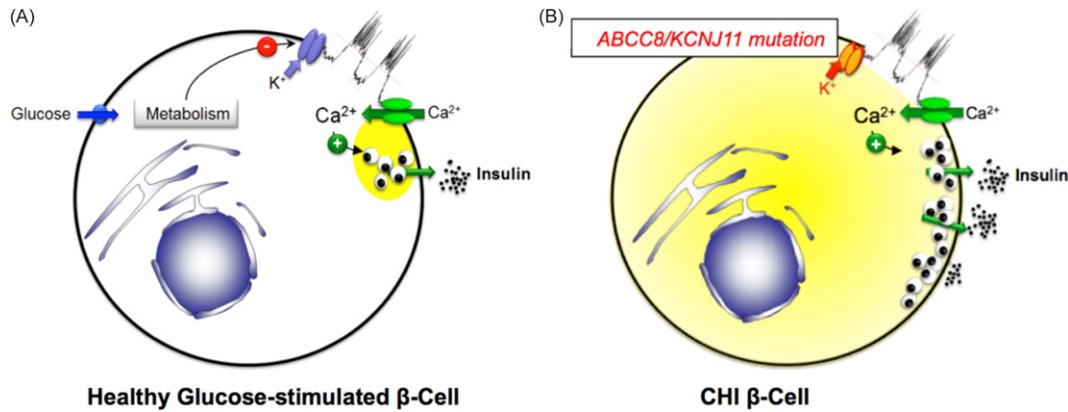 (A)
(B)
ABCC8/KCNJ11 mutation
K⁺
K⁺
Glucose
Metabolism
Ca²⁺
Ca²⁺
Ca²⁺
Ca²⁺
-
+
+
Insulin
Insulin
Healthy Glucose-stimulated β-Cell
CHI β-Cell